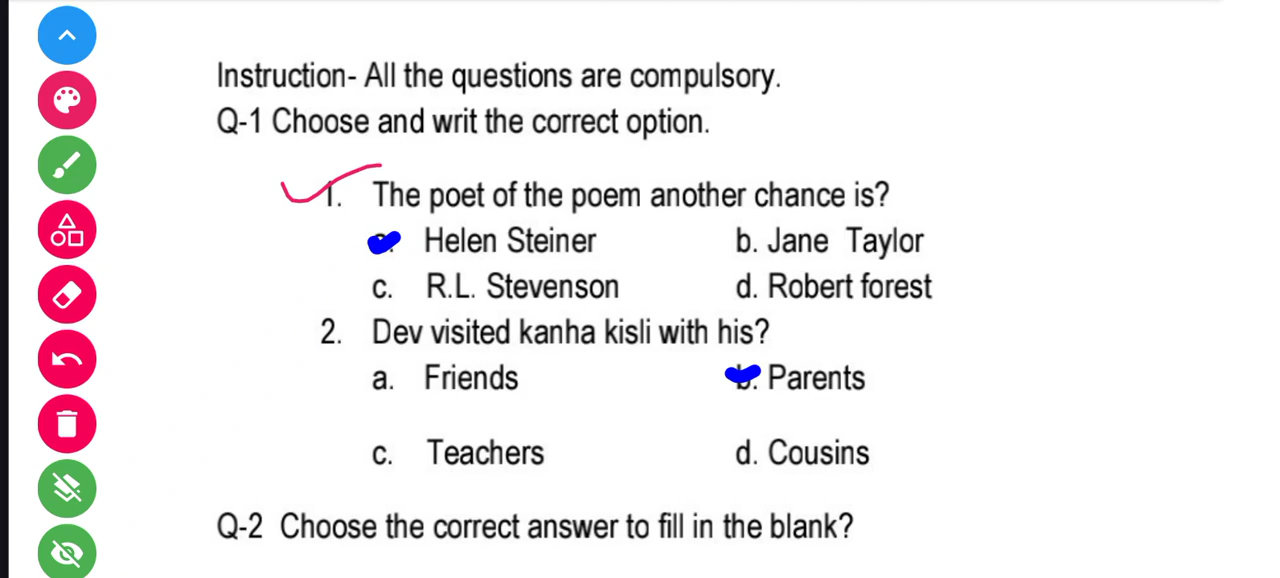 Instruction- All the questions are compulsory.
Q-1 Choose and writ the correct option.
1. The poet of the poem another chance is?
Helen Steiner b. Jane Taylor
c. R.L. Stevenson d. Robert forest
2. Dev visited kanha kisli with his?
a. Friends b. Parents
c. Teachers d. Cousins
Q-2 Choose the correct answer to fill in the blank?